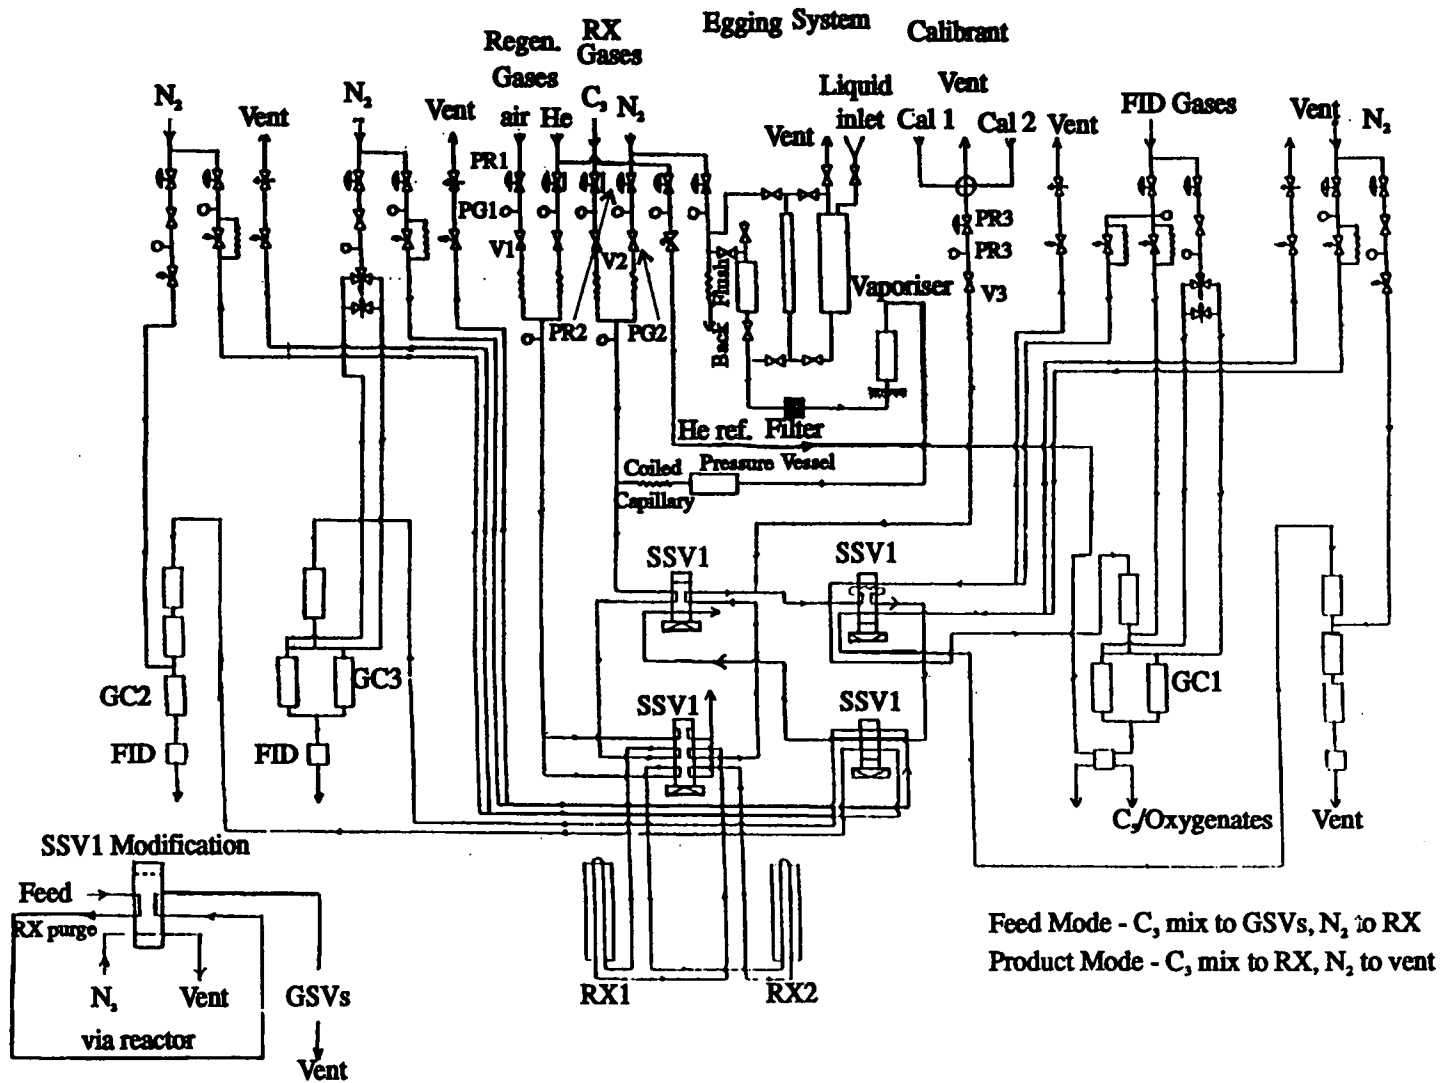 Egging System
Calibrant
RX
Gases
Regen.
Gases
C₃
N₂
air
He
N₂
Vent
N₂
Vent
Vent
Liquid
inlet
Vent
Cal 1
Cal 2
Vent
FID Gases
Vent
N₂
PR1
PG1
V1
V2
PR2
PG2
PR3
PR3
V3
Back Flush
Vaporiser
He ref.
Filter
Coiled
Capillary
Pressure Vessel
SSV1
SSV1
SSV1
SSV1
GC2
GC3
GC1
FID
FID
C₃/Oxygenates
Vent
SSV1 Modification
Feed
RX purge
N₂
Vent
GSVs
via reactor
Vent
RX1
RX2
Feed Mode - C₃ mix to GSVs, N₂ to RX
Product Mode - C₃ mix to RX, N₂ to vent